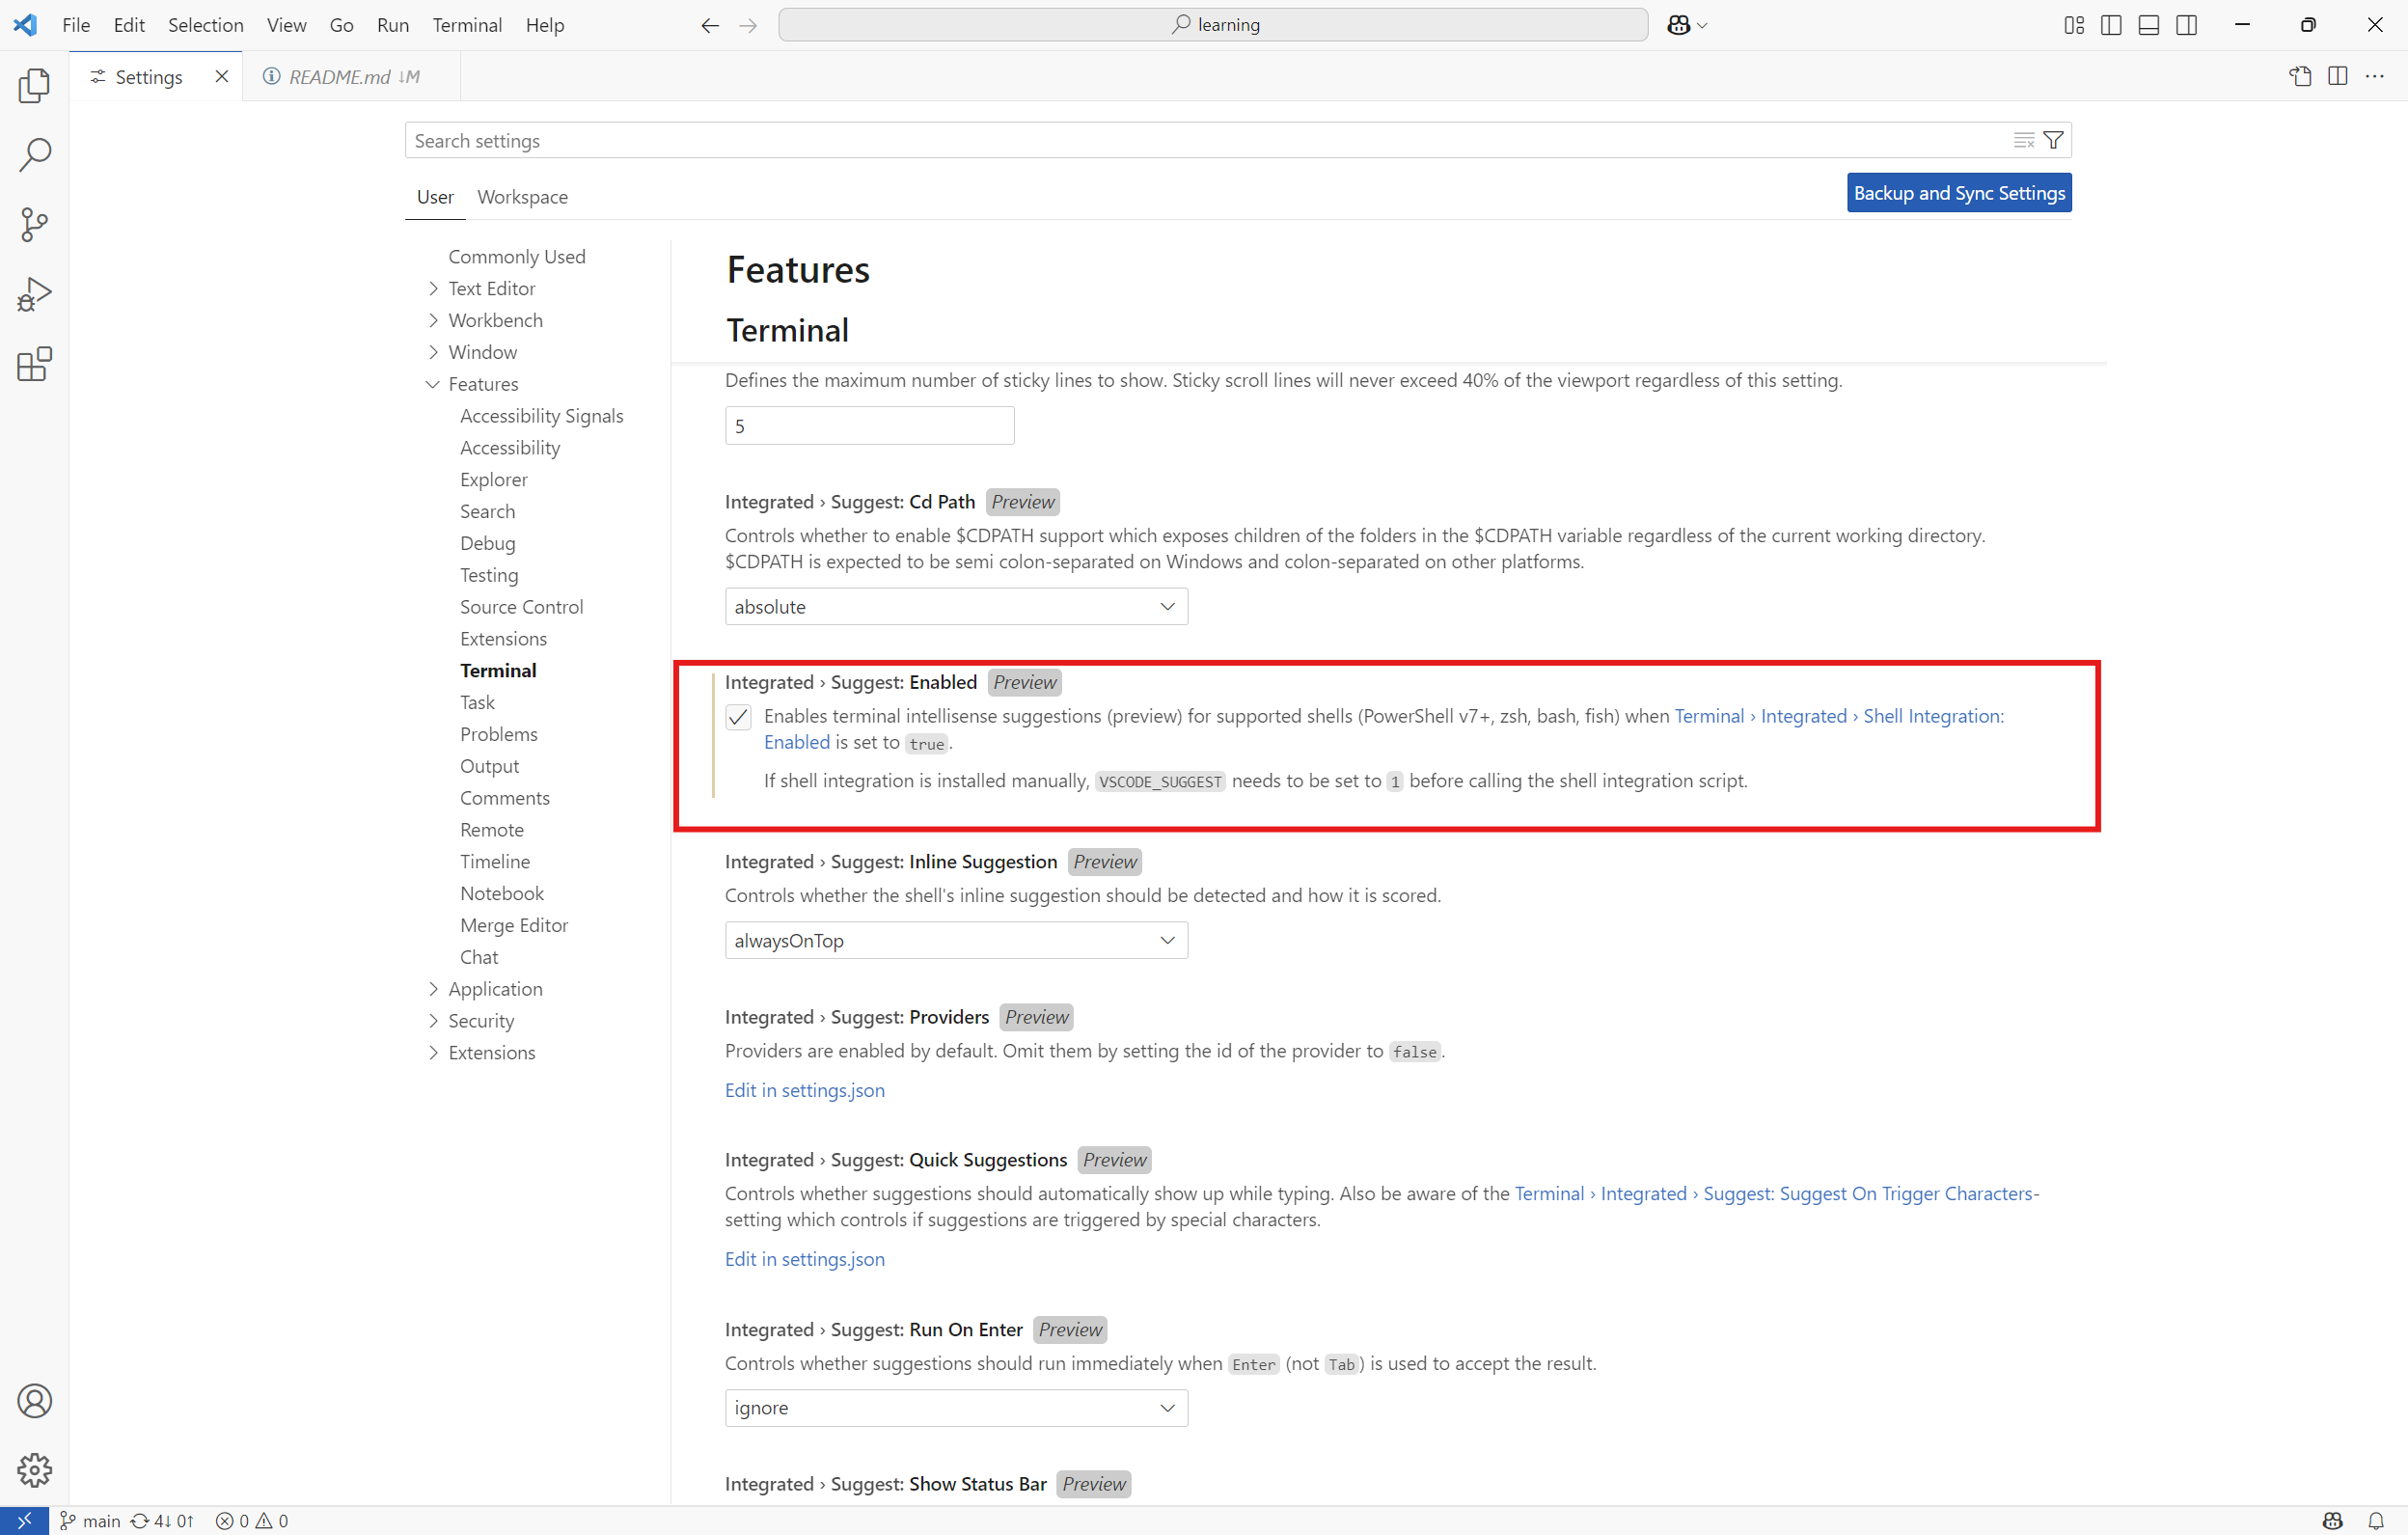 File Edit Selection View Go Run Terminal Help
learning
Settings
README.md ↓M
Search settings
User Workspace
Backup and Sync Settings
Commonly Used
Text Editor
Workbench
Window
Features
Accessibility Signals
Accessibility
Explorer
Search
Debug
Testing
Source Control
Extensions
Terminal
Task
Problems
Output
Comments
Remote
Timeline
Notebook
Merge Editor
Chat
Application
Security
Extensions
Features
Terminal
Defines the maximum number of sticky lines to show. Sticky scroll lines will never exceed 40% of the viewport regardless of this setting.
5
Integrated › Suggest: Cd Path Preview
Controls whether to enable $CDPATH support which exposes children of the folders in the $CDPATH variable regardless of the current working directory.
$CDPATH is expected to be semi colon-separated on Windows and colon-separated on other platforms.
absolute
Integrated › Suggest: Enabled Preview
Enables terminal intellisense suggestions (preview) for supported shells (PowerShell v7+, zsh, bash, fish) when Terminal › Integrated › Shell Integration:
Enabled is set to true.
If shell integration is installed manually, VSCODE_SUGGEST needs to be set to 1 before calling the shell integration script.
Integrated › Suggest: Inline Suggestion Preview
Controls whether the shell's inline suggestion should be detected and how it is scored.
alwaysOnTop
Integrated › Suggest: Providers Preview
Providers are enabled by default. Omit them by setting the id of the provider to false.
Edit in settings.json
Integrated › Suggest: Quick Suggestions Preview
Controls whether suggestions should automatically show up while typing. Also be aware of the Terminal › Integrated › Suggest: Suggest On Trigger Characters-
setting which controls if suggestions are triggered by special characters.
Edit in settings.json
Integrated › Suggest: Run On Enter Preview
Controls whether suggestions should run immediately when Enter (not Tab) is used to accept the result.
ignore
Integrated › Suggest: Show Status Bar Preview
main 4↓ 0↑ 0 0